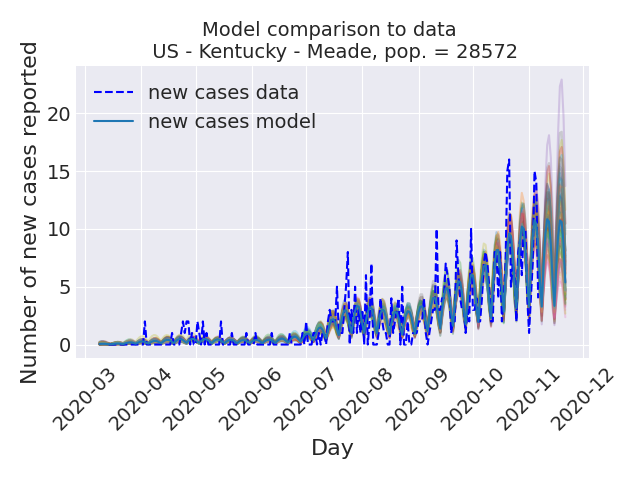 Model comparison to data
US - Kentucky - Meade, pop. = 28572
Number of new cases reported
new cases data
new cases model
20
15
10
5
0
2020-03
2020-04
2020-05
2020-06
2020-07
2020-08
2020-09
2020-10
2020-11
2020-12
Day